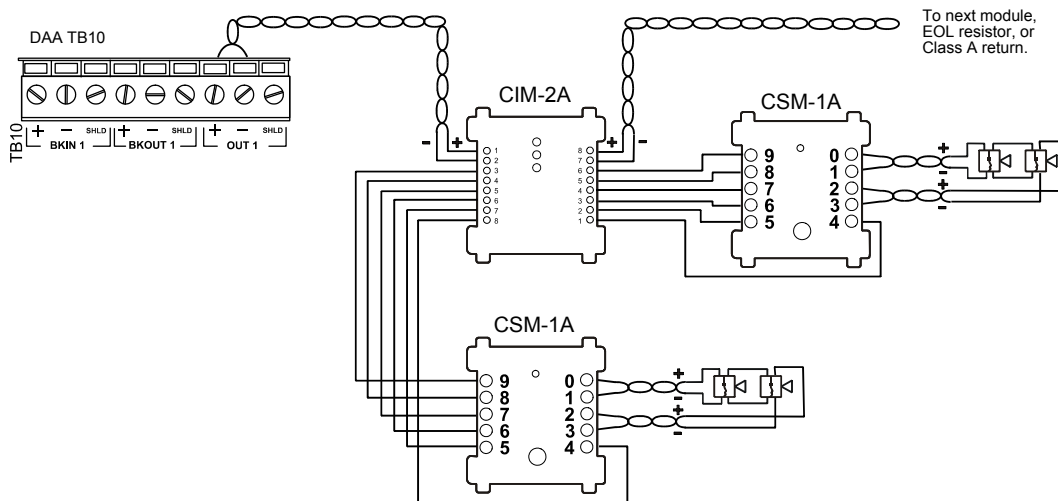 To next module,
EOL resistor, or
Class A return.
DAA TB10
TB10
+ − SHLD + − SHLD + − SHLD
BKIN 1 BKOUT 1 OUT 1
CIM-2A
- + + -
1 8
2 7
3 6
4 5
5 4
6 3
7 2
8 1
CSM-1A
9 0
8 1
7 2
6 3
5 4
+
-
+
-
CSM-1A
9 0
8 1
7 2
6 3
5 4
+
-
+
-